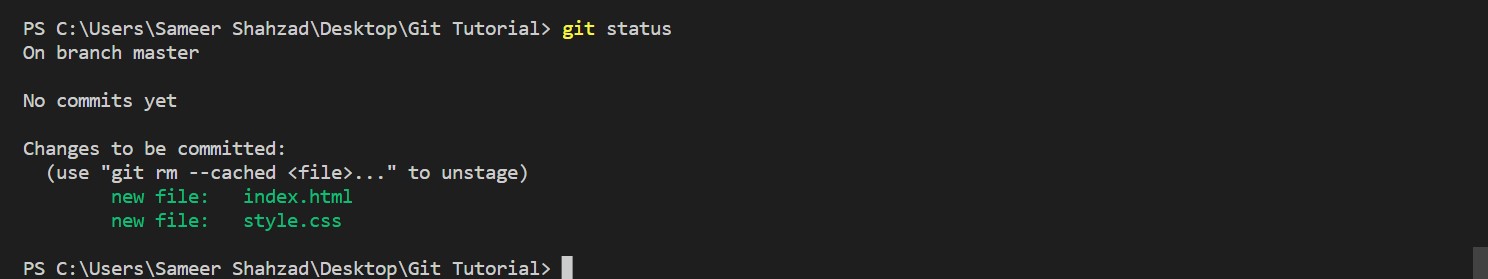 PS C:\Users\Sameer Shahzad\Desktop\Git Tutorial> git status
On branch master
No commits yet
Changes to be committed:
(use "git rm --cached <file>..." to unstage)
new file:   index.html
new file:   style.css
PS C:\Users\Sameer Shahzad\Desktop\Git Tutorial>